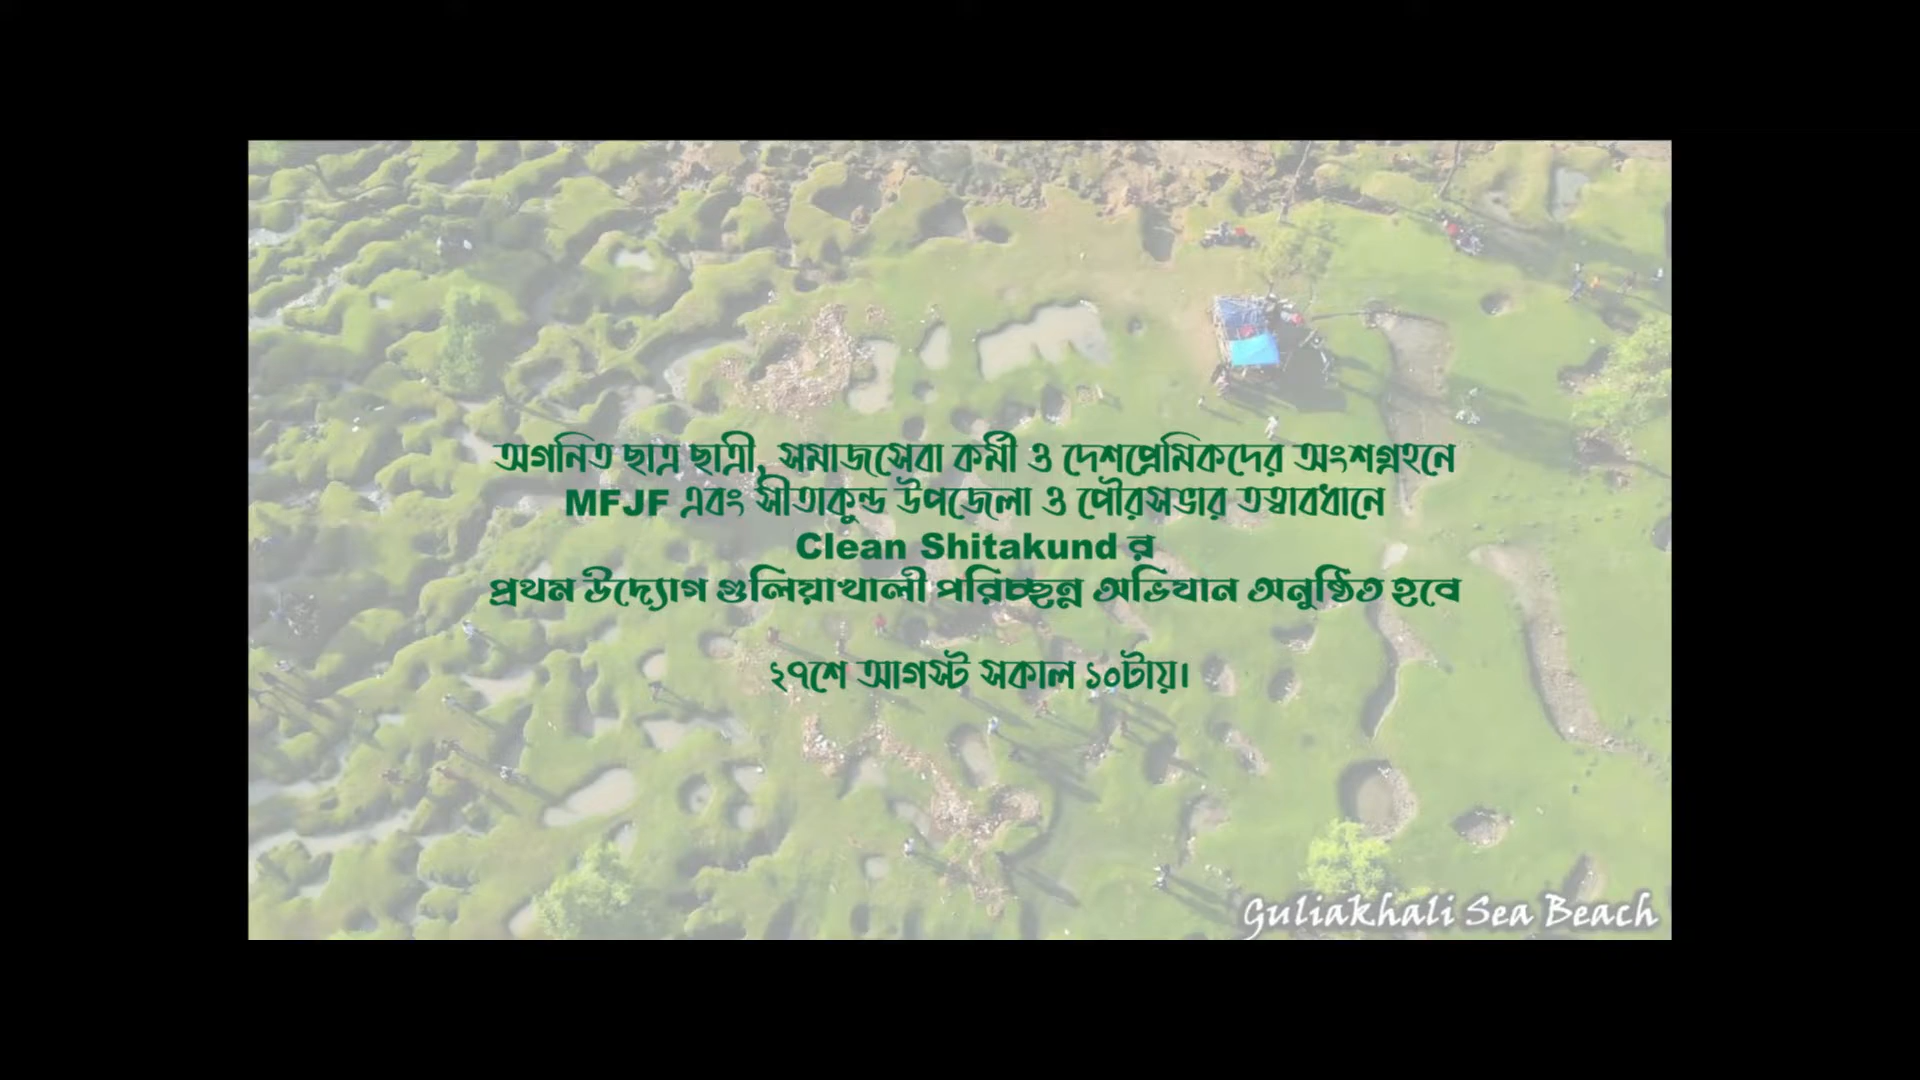 অগনিত ছাত্র ছাত্রী, সমাজসেবা কর্মী ও দেশপ্রেমিকদের অংশগ্রহনে
MFJF এবং সীতাকুন্ড উপজেলা ও পৌরসভার তত্বাবধানে
Clean Shitakund র
প্রথম উদ্যোগ গুলিয়াখালী পরিচ্ছন্ন অভিযান অনুষ্ঠিত হবে
২৭শে আগস্ট সকাল ১০টায়।
Guliakhali Sea Beach